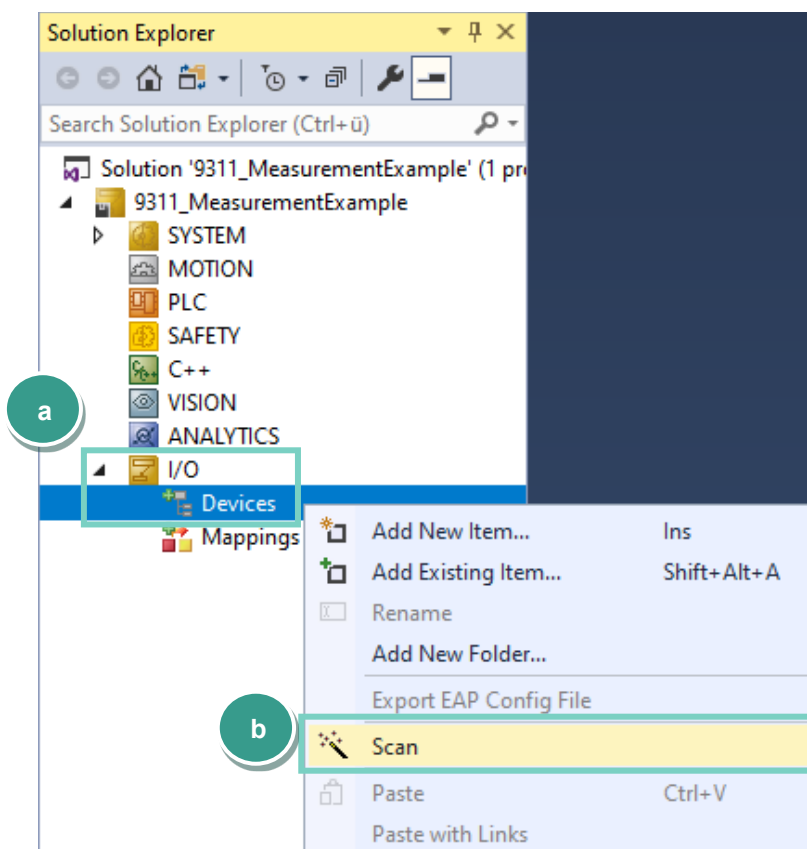 Solution Explorer
Search Solution Explorer (Ctrl+ü)
Solution '9311_MeasurementExample' (1 pr
9311_MeasurementExample
SYSTEM
MOTION
PLC
SAFETY
C++
VISION
a
ANALYTICS
I/O
Devices
Mappings
Add New Item... Ins
Add Existing Item... Shift+Alt+A
Rename
Add New Folder...
Export EAP Config File
b
Scan
Paste Ctrl+V
Paste with Links